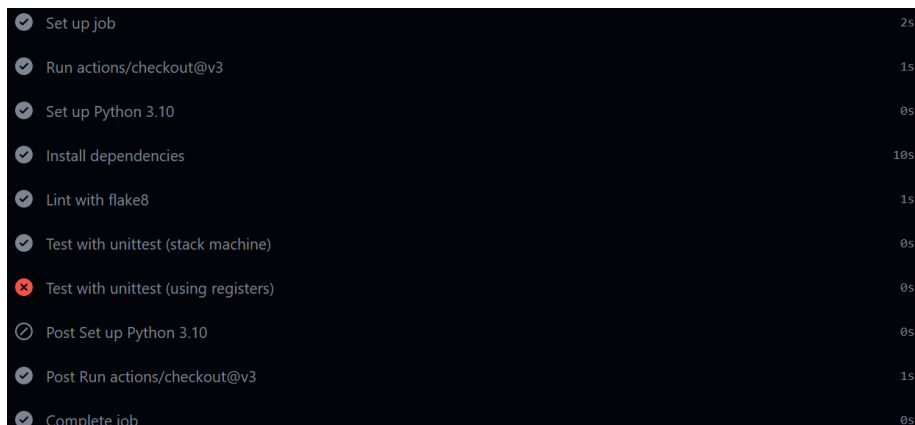 Set up job 2s
Run actions/checkout@v3 1s
Set up Python 3.10 0s
Install dependencies 10s
Lint with flake8 1s
Test with unittest (stack machine) 0s
Test with unittest (using registers) 0s
Post Set up Python 3.10 0s
Post Run actions/checkout@v3 1s
Complete job 0s